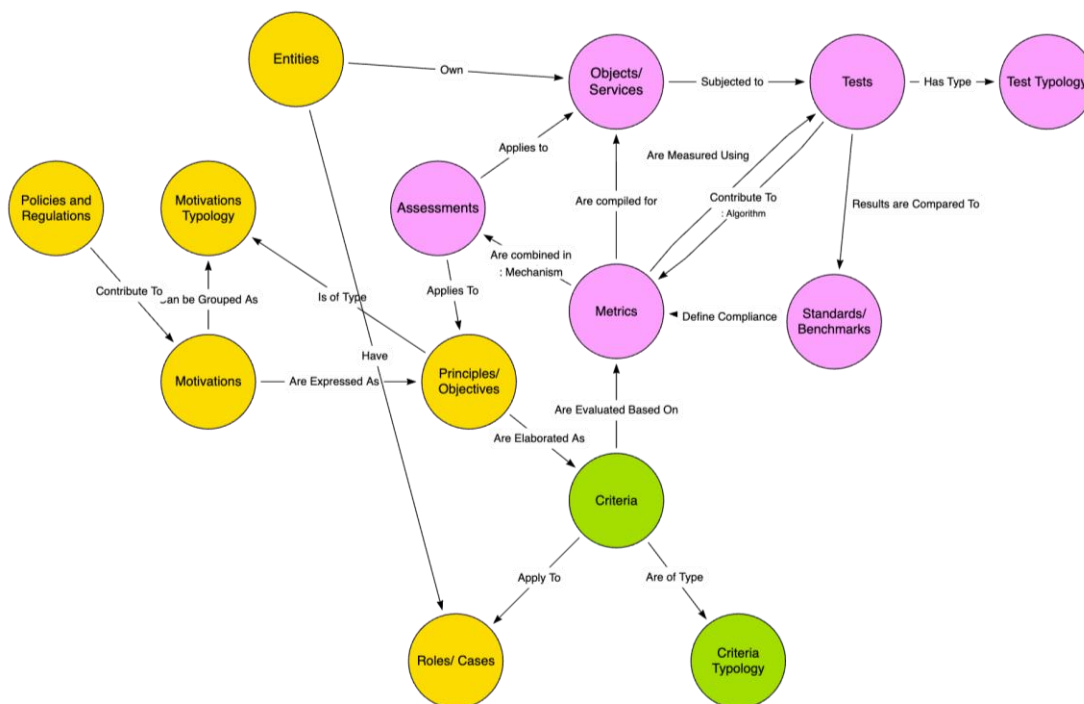 Entities
Own
Objects/
Services
Subjected to
Tests
Has Type
Test Typology
Applies to
Are Measured Using
Policies and
Regulations
Motivations
Typology
Assessments
Are compiled for
Contribute To
: Algorithm
Results are Compared To
Are combined in
: Mechanism
Contribute To
Can be Grouped As
Is of Type
Applies To
Metrics
Define Compliance
Standards/
Benchmarks
Have
Motivations
Are Expressed As
Principles/
Objectives
Are Evaluated Based On
Are Elaborated As
Criteria
Apply To
Are of Type
Roles/ Cases
Criteria
Typology